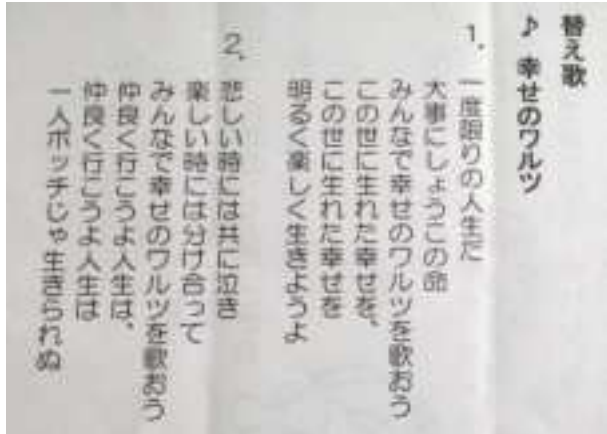 替え歌
♪ 幸せのワルツ
1.
一度限りの人生だ
大事にしようこの命
みんなで幸せのワルツを歌おう
この世に生れた幸せを、
この世に生れた幸せを
明るく楽しく生きようよ
2.
悲しい時には共に泣き
楽しい時には分け合って
みんなで幸せのワルツを歌おう
仲良く行こうよ人生は、
仲良く行こうよ人生は
一人ボッチじゃ生きられぬ